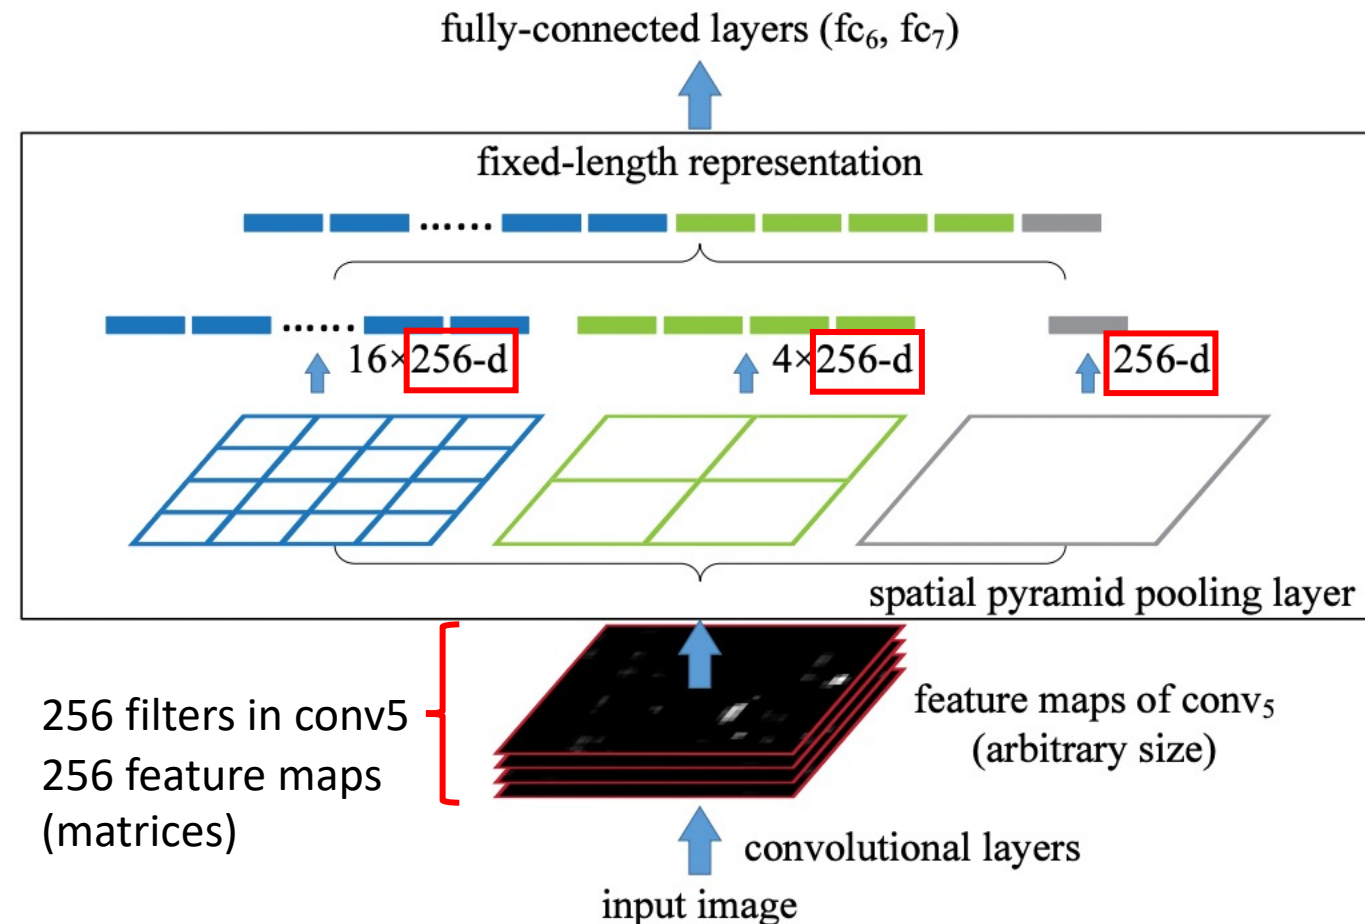 fully-connected layers (fc₆, fc₇)
fixed-length representation
......
......
16×256-d
4×256-d
256-d
spatial pyramid pooling layer
256 filters in conv5
256 feature maps
(matrices)
feature maps of conv₅
(arbitrary size)
convolutional layers
input image